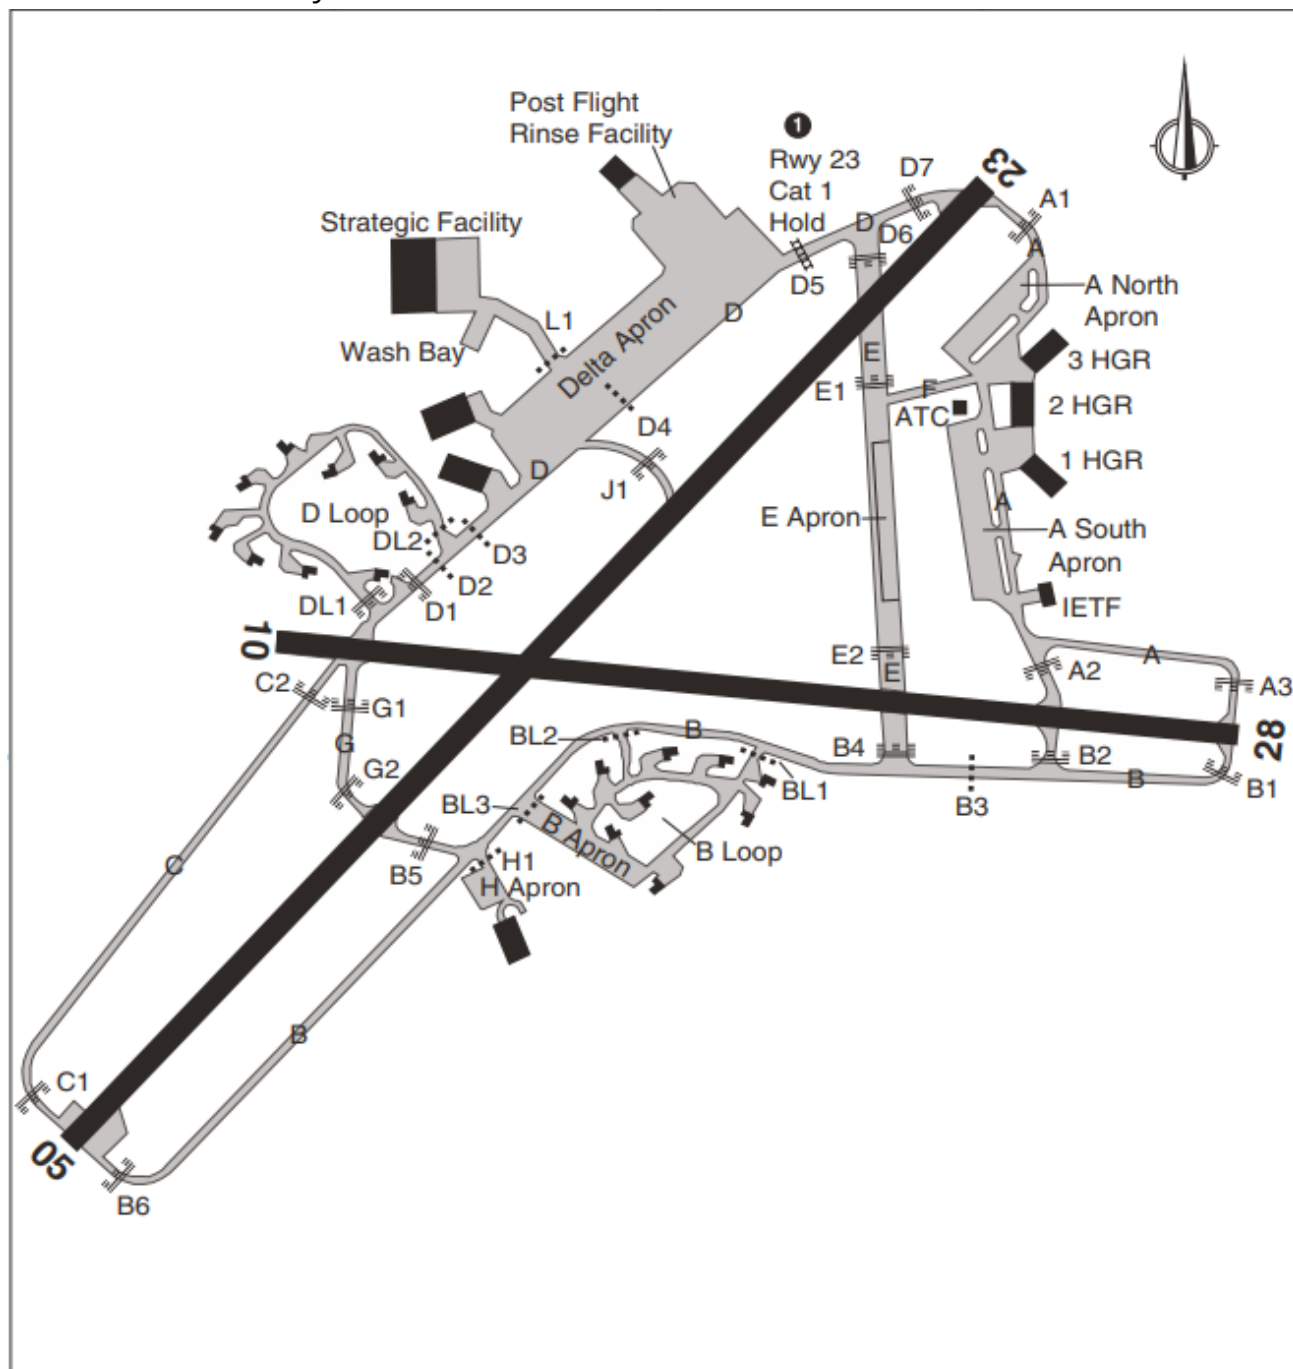 Post Flight
Rinse Facility
1
Rwy 23
Cat 1
Hold
D7
23
A1
Strategic Facility
D
D6
A
D5
A North
Apron
L1
D
Wash Bay
Delta Apron
E
3 HGR
E1
F
2 HGR
ATC
D4
1 HGR
D
J1
A
D Loop
E Apron
A South
Apron
DL2
D3
D2
DL1
D1
IETF
10
E2
A
A2
C2
E
A3
G1
BL2
B
B4
28
G
B2
G2
BL1
B
B1
BL3
B3
B Apron
B Loop
C
B5
H1
H Apron
B
C1
05
B6